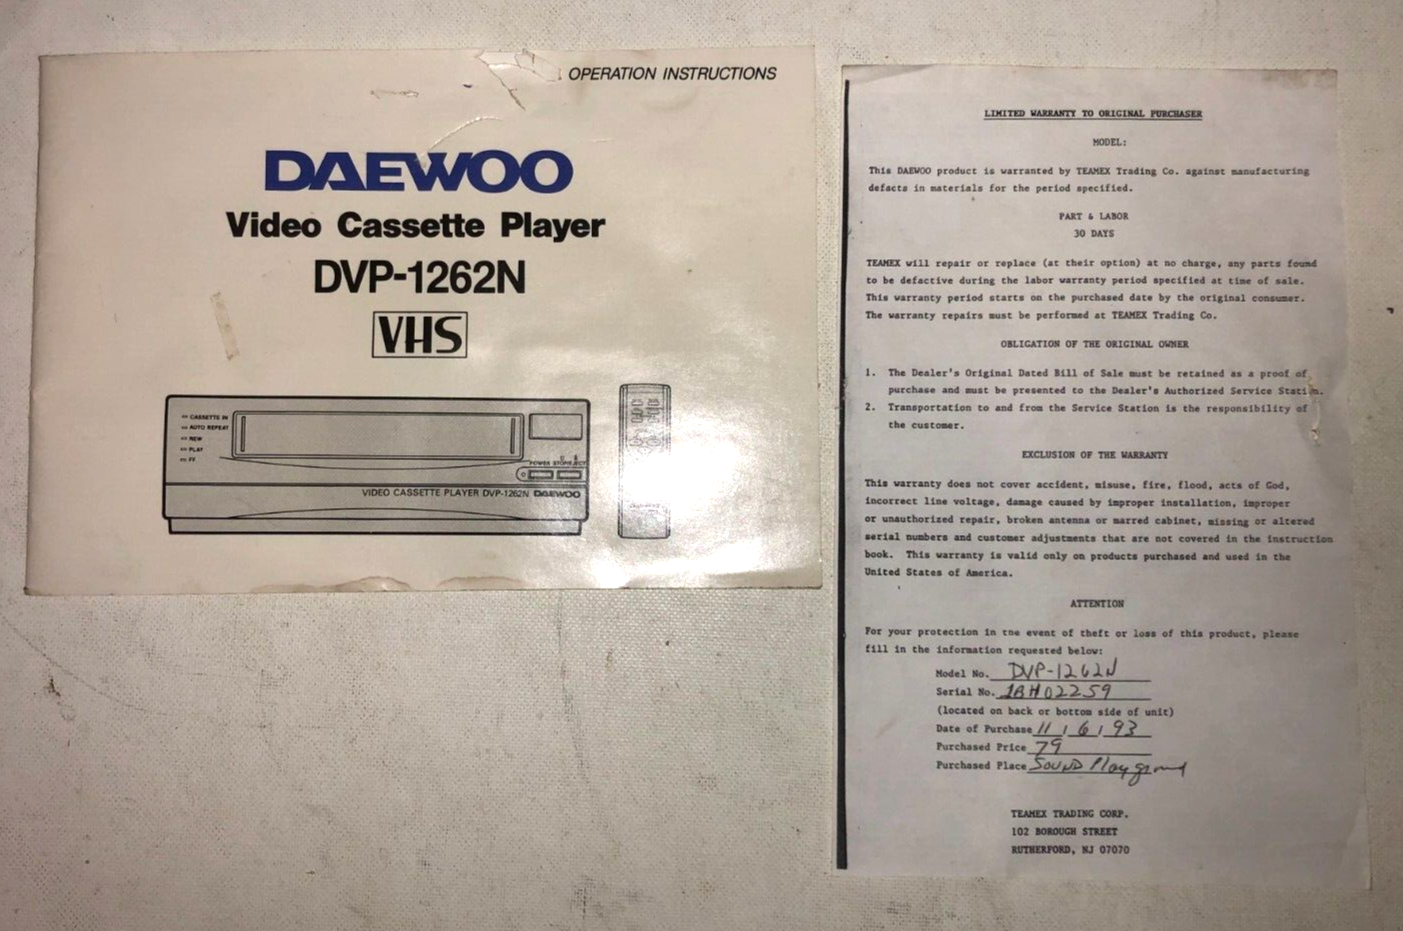 OPERATION INSTRUCTIONS
DAEWOO
Video Cassette Player
DVP-1262N
VHS
CASSETTE IN
AUTO REPEAT
REW
PLAY
FF
POWER STOP/EJECT
VIDEO CASSETTE PLAYER DVP-1262N DAEWOO
LIMITED WARRANTY TO ORIGINAL PURCHASER
MODEL:
This DAEWOO product is warranted by TEAMEX Trading Co. against manufacturing
defects in materials for the period specified.
PART & LABOR
30 DAYS
TEAMEX will repair or replace (at their option) at no charge, any parts found
to be defective during the labor warranty period specified at time of sale.
This warranty period starts on the purchased date by the original consumer.
The warranty repairs must be performed at TEAMEX Trading Co.
OBLIGATION OF THE ORIGINAL OWNER
1. The Dealer's Original Dated Bill of Sale must be retained as a proof of
purchase and must be presented to the Dealer's Authorized Service Station.
2. Transportation to and from the Service Station is the responsibility of
the customer.
EXCLUSION OF THE WARRANTY
This warranty does not cover accident, misuse, fire, flood, acts of God,
incorrect line voltage, damage caused by improper installation, improper
or unauthorized repair, broken antenna or marred cabinet, missing or altered
serial numbers and customer adjustments that are not covered in the instruction
book. This warranty is valid only on products purchased and used in the
United States of America.
ATTENTION
For your protection in the event of theft or loss of this product, please
fill in the information requested below:
Model No. DVP-1262N
Serial No. 1BH02259
(located on back or bottom side of unit)
Date of Purchase 11/6/93
Purchased Price 79
Purchased Place SOUND Playground
TEAMEX TRADING CORP.
102 BOROUGH STREET
RUTHERFORD, NJ 07070